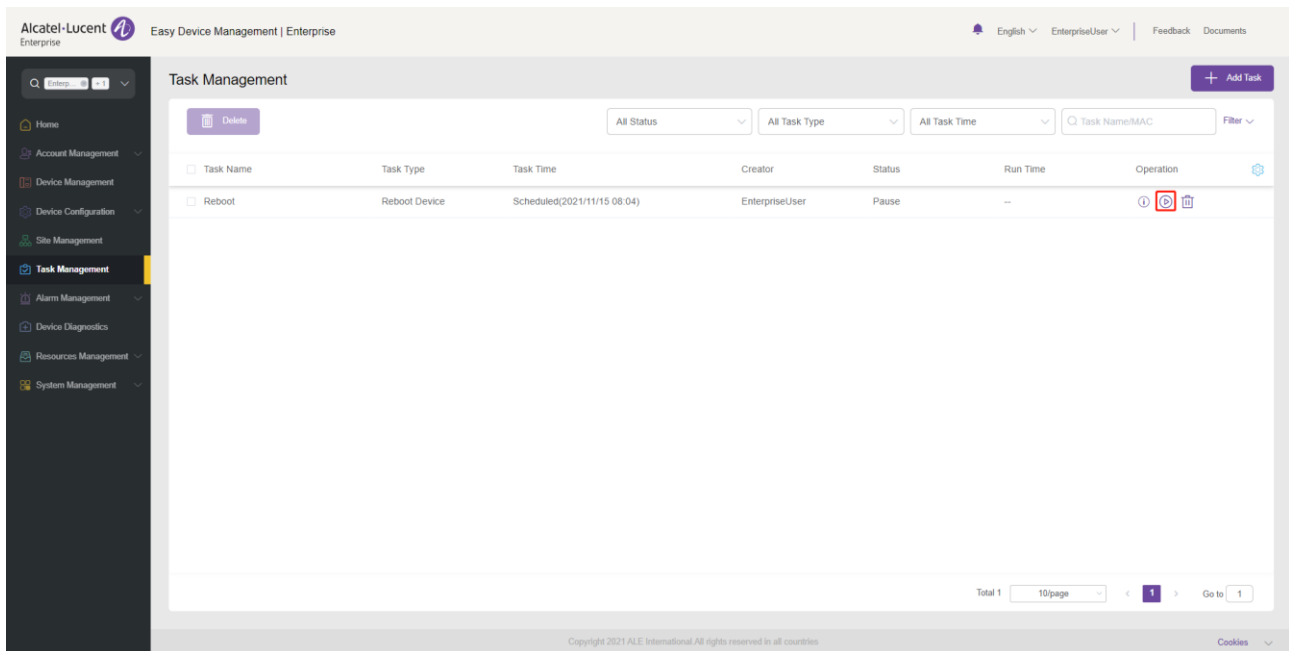 Alcatel·Lucent
Enterprise
Easy Device Management | Enterprise
English
EnterpriseUser
Feedback
Documents
Enterp...
+ 1
Task Management
+ Add Task
Home
Account Management
Device Management
Device Configuration
Site Management
Task Management
Alarm Management
Device Diagnostics
Resources Management
System Management
Delete
All Status
All Task Type
All Task Time
Task Name/MAC
Filter
Task Name Task Type Task Time Creator Status Run Time Operation
Reboot Reboot Device Scheduled(2021/11/15 08:04) EnterpriseUser Pause --
Total 1 10/page < 1 > Go to 1
Copyright 2021 ALE International.All rights reserved in all countries
Cookies